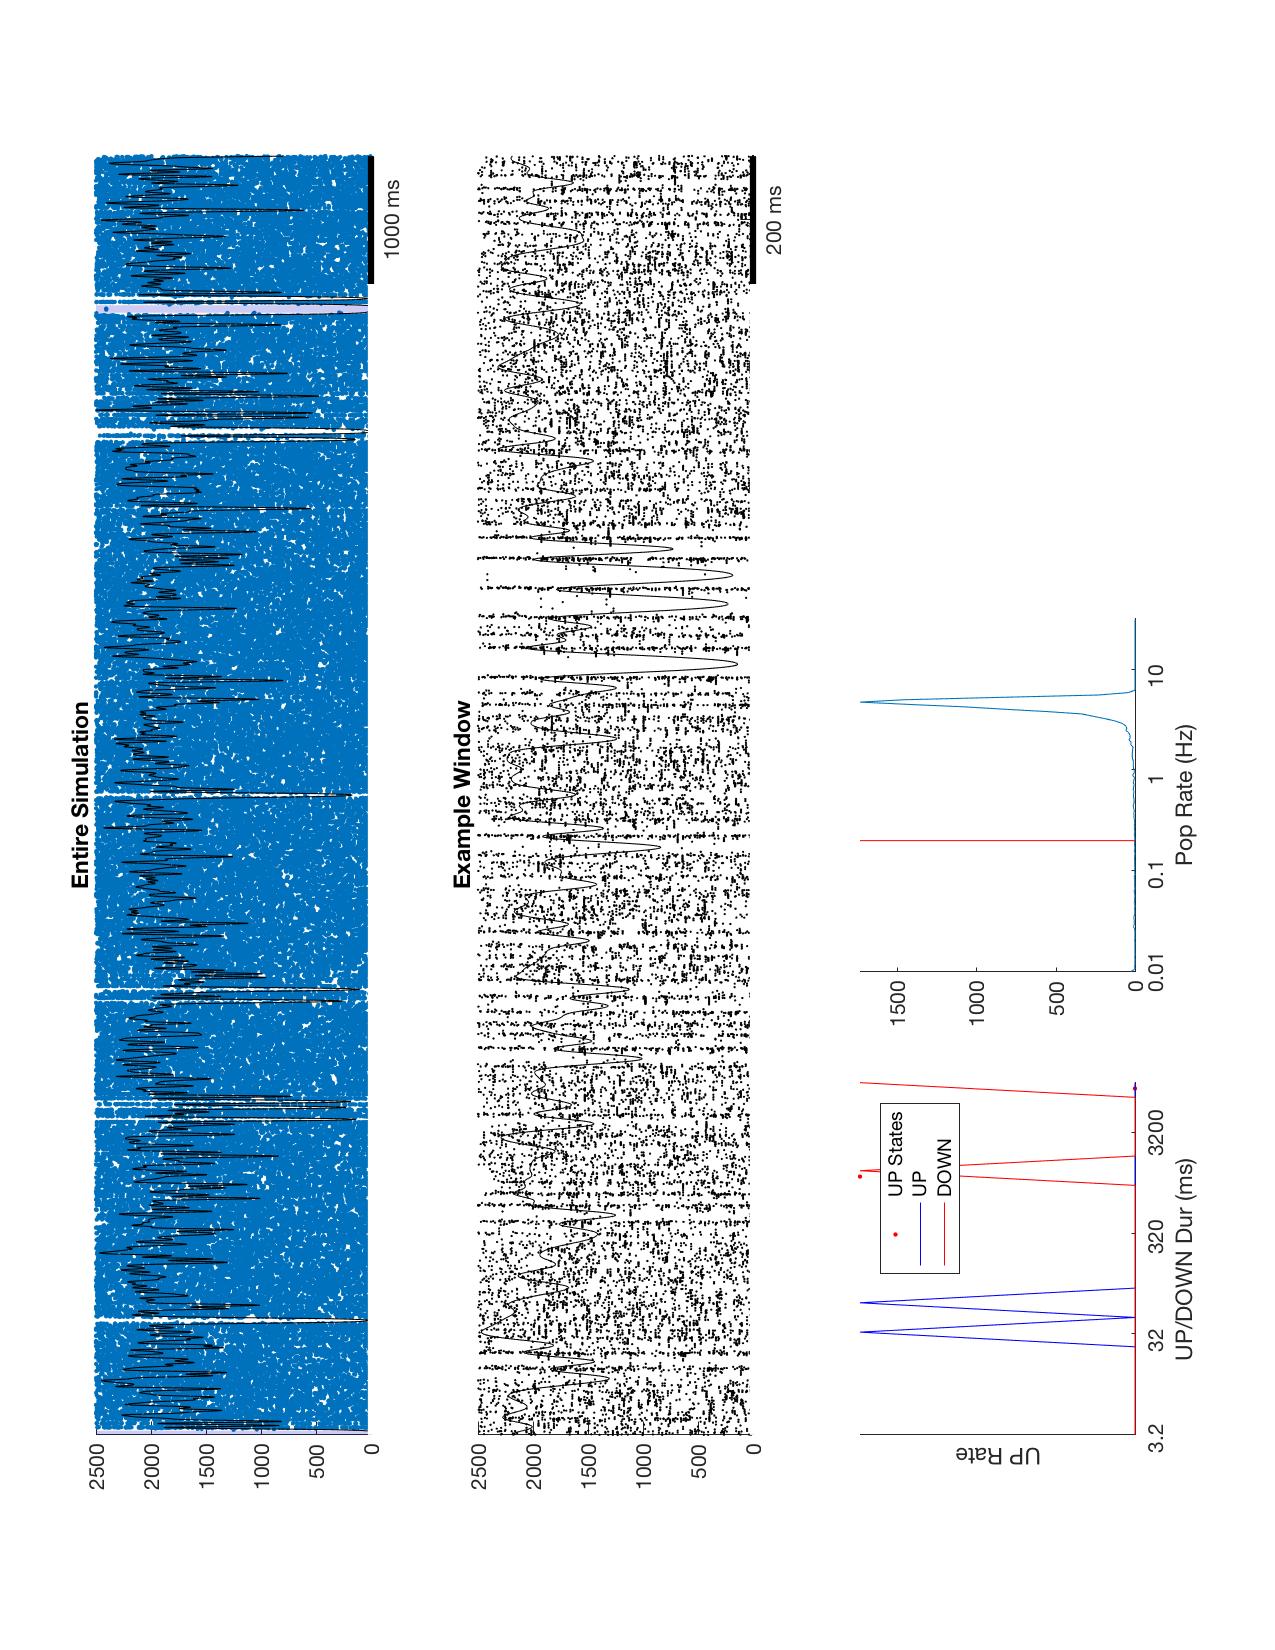 Entire Simulation
2500
2000
1500
1000
500
0
1000 ms
Example Window
2500
2000
1500
1000
500
0
200 ms
UP Rate
UP States
UP
DOWN
3.2 32 320 3200
UP/DOWN Dur (ms)
1500
1000
500
0
0.01 0.1 1 10
Pop Rate (Hz)